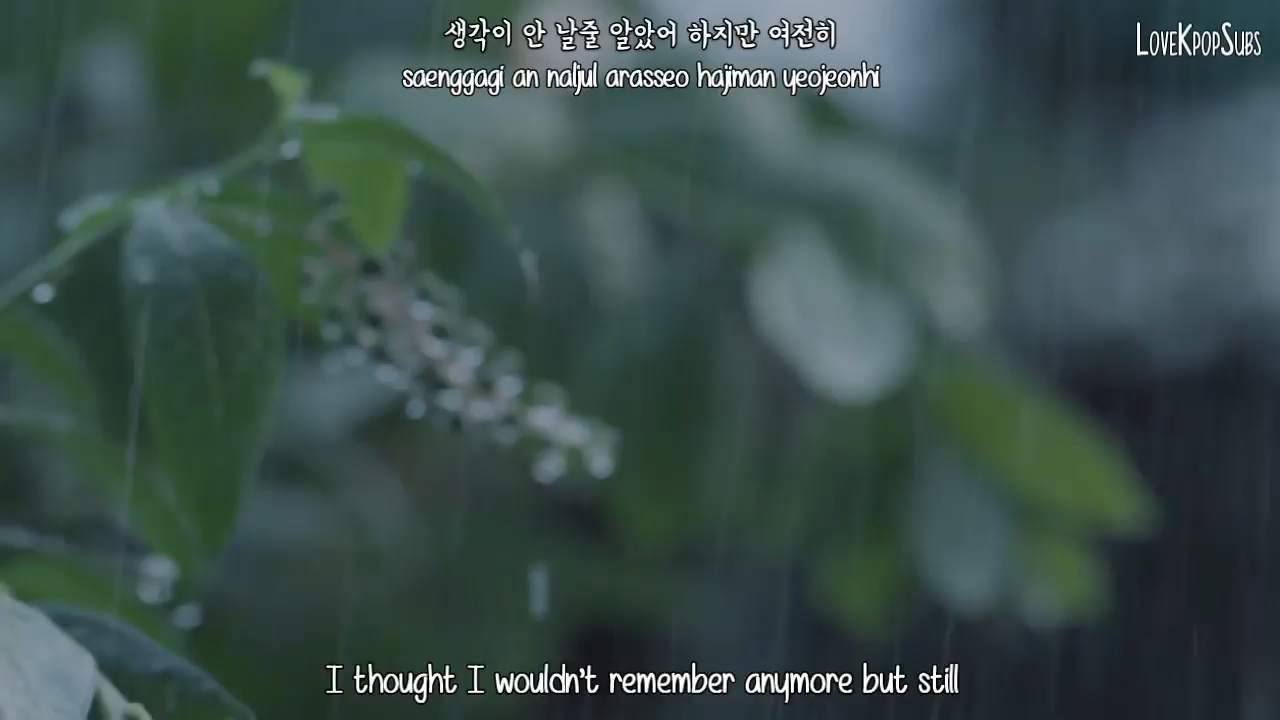 생각이 안 날줄 알았어 하지만 여전히
LoveKpopSubs
saenggagi an naljul arasseo hajiman yeojeonhi
I thought I wouldn't remember anymore but still